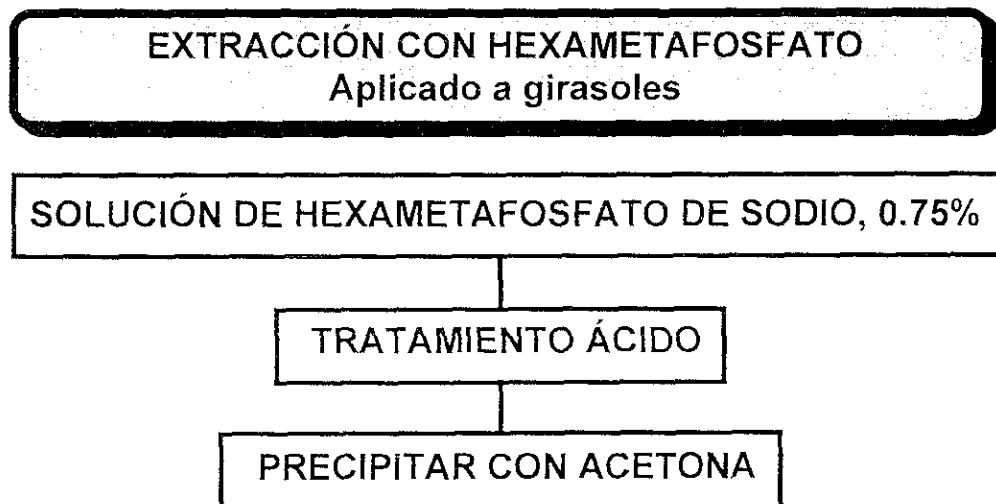 EXTRACCIÓN CON HEXAMETAFOSFATO
Aplicado a girasoles
SOLUCIÓN DE HEXAMETAFOSFATO DE SODIO, 0.75%
TRATAMIENTO ÁCIDO
PRECIPITAR CON ACETONA